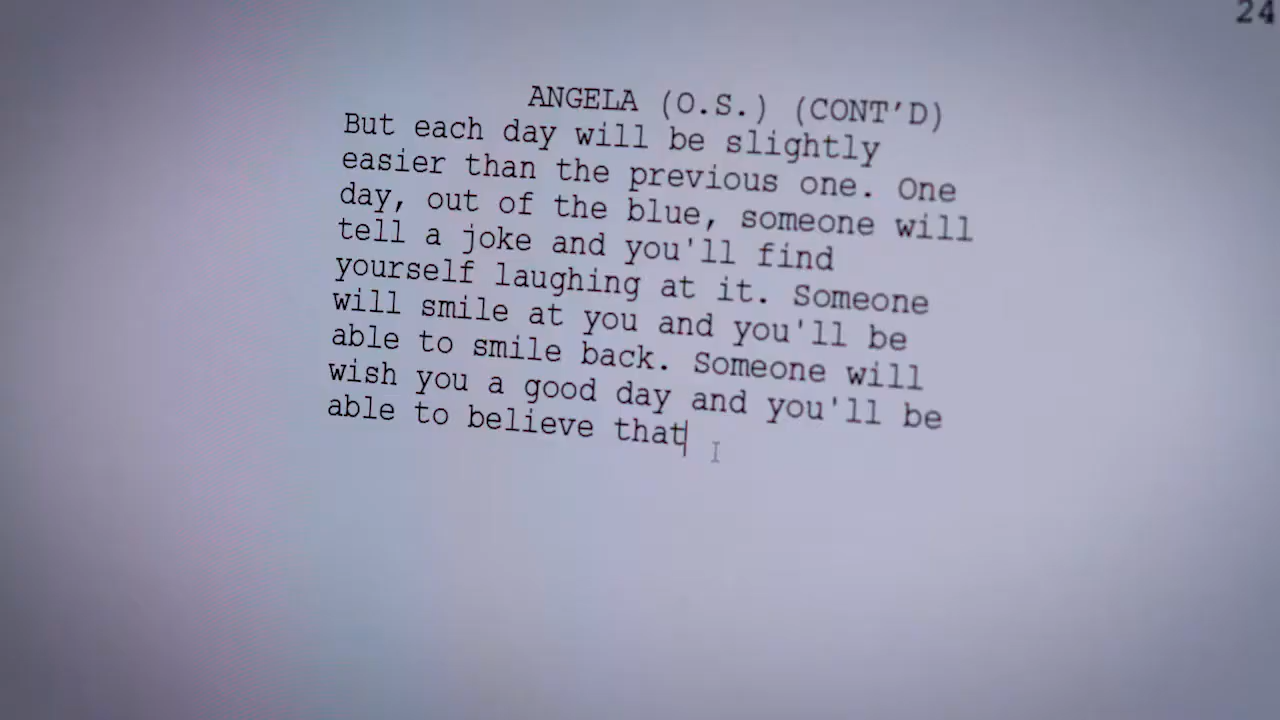 24
ANGELA (O.S.) (CONT'D)
But each day will be slightly
easier than the previous one. One
day, out of the blue, someone will
tell a joke and you'll find
yourself laughing at it. Someone
will smile at you and you'll be
able to smile back. Someone will
wish you a good day and you'll be
able to believe that